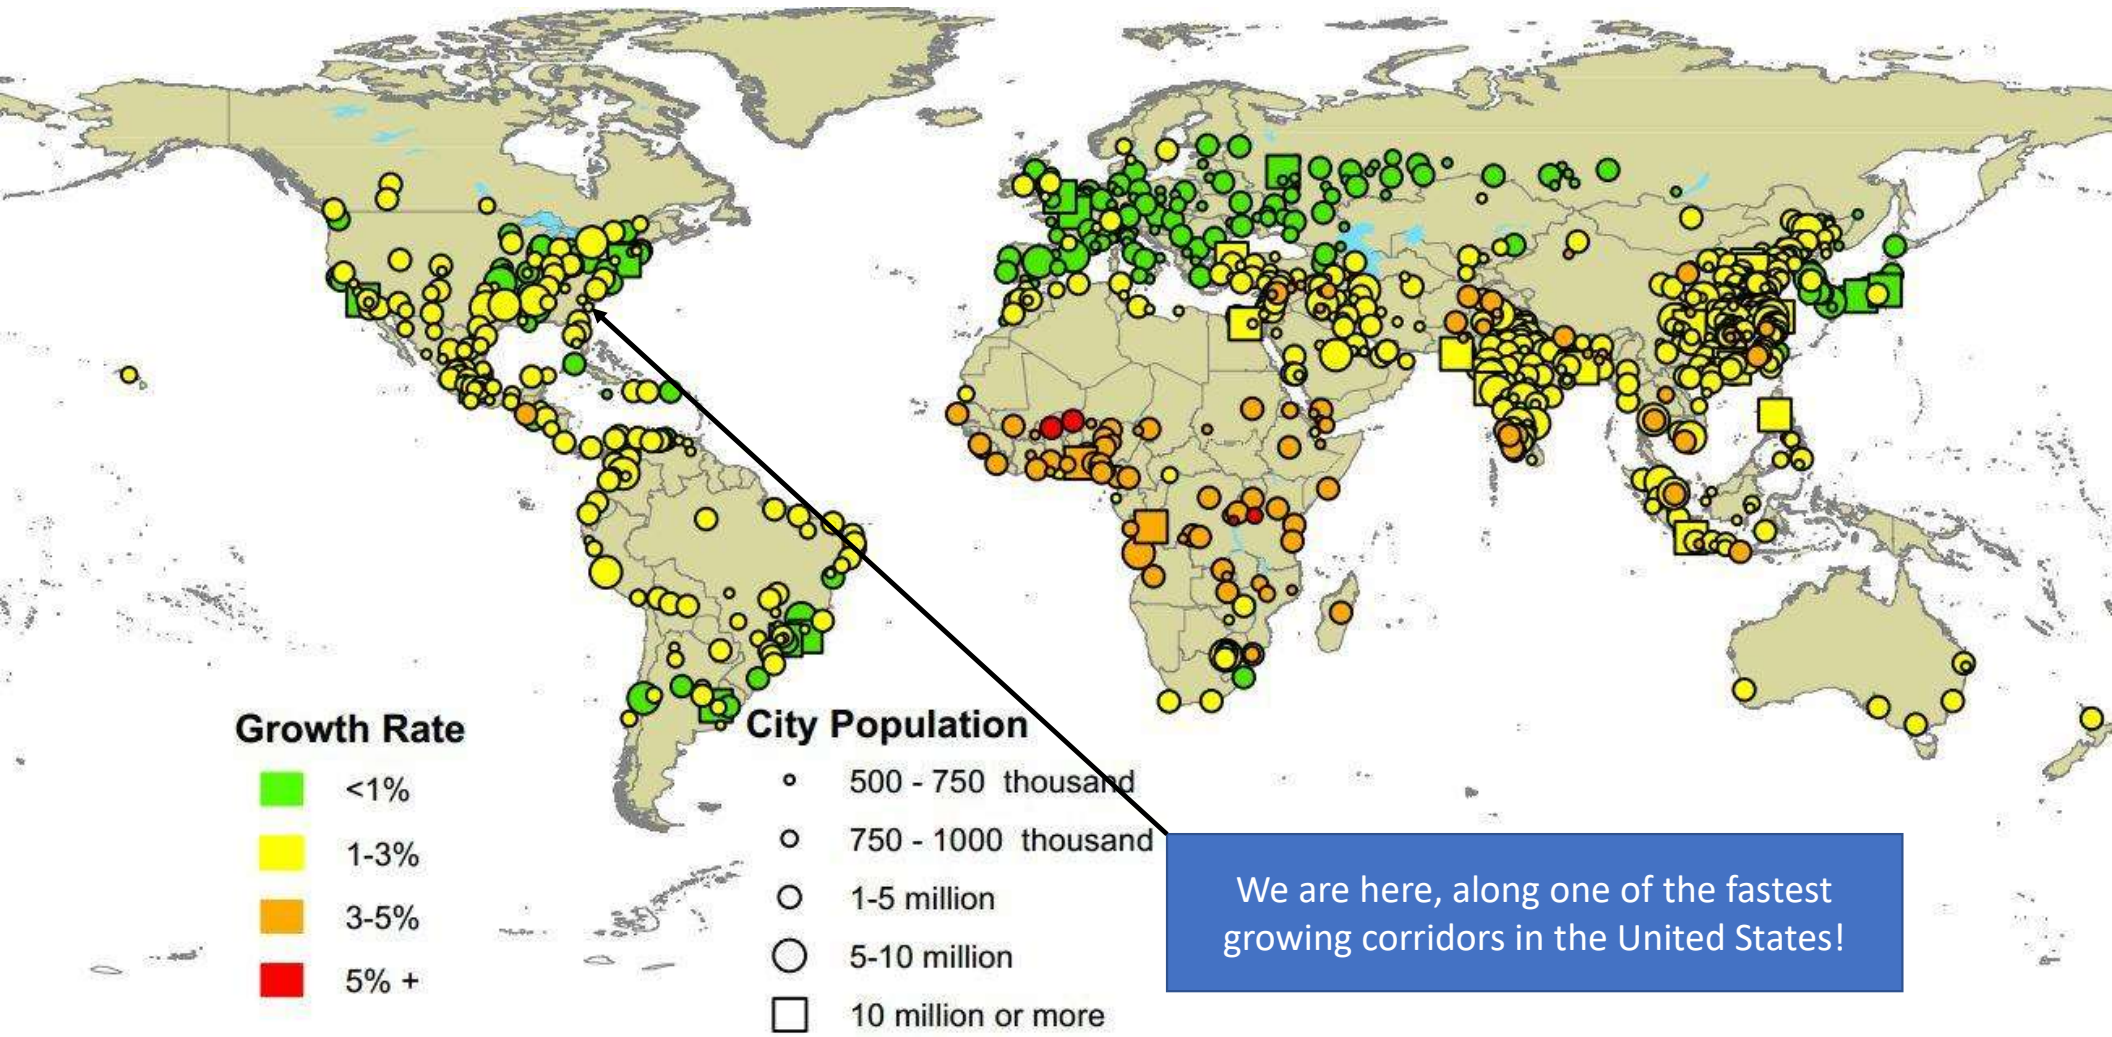 Growth Rate
<1%
1-3%
3-5%
5% +
City Population
500 - 750 thousand
750 - 1000 thousand
1-5 million
5-10 million
10 million or more
We are here, along one of the fastest
growing corridors in the United States!